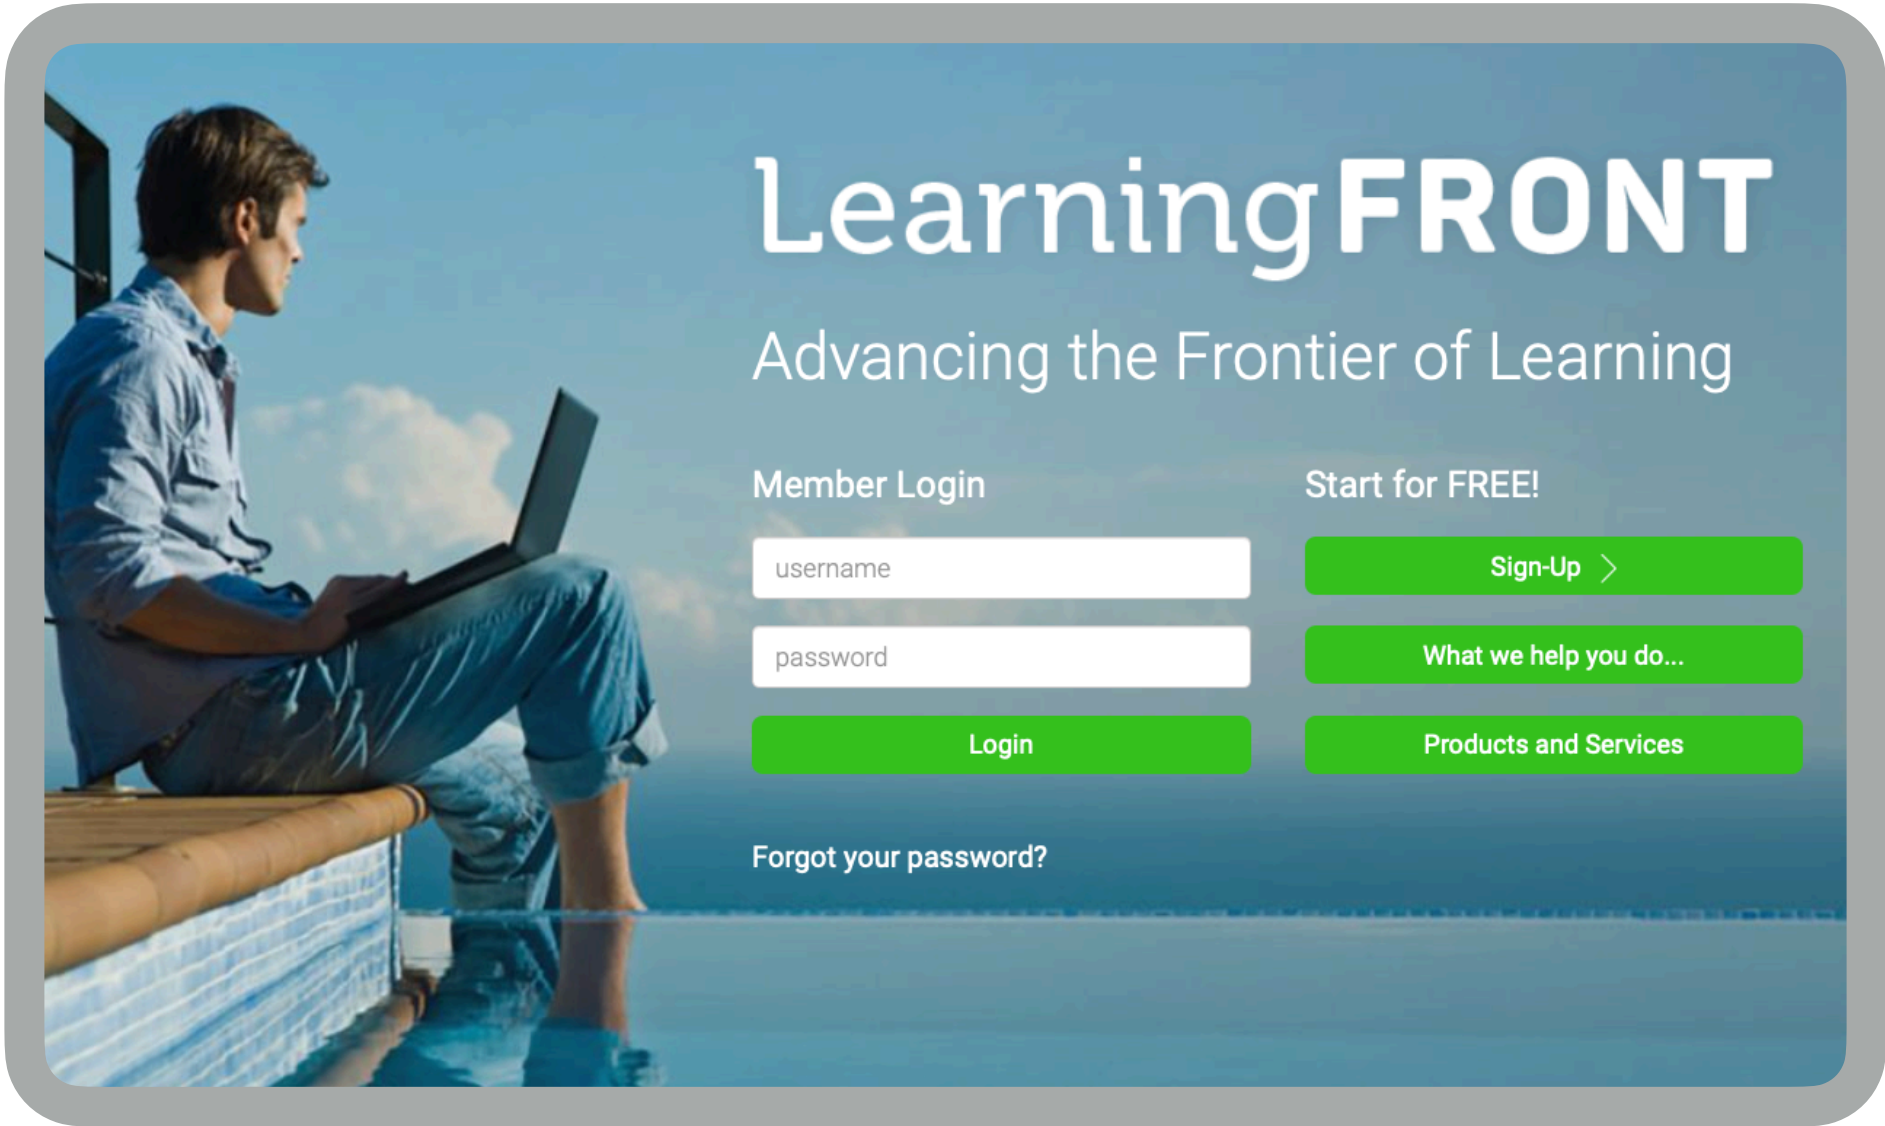 LearningFRONT
Advancing the Frontier of Learning
Member Login
username
password
Login
Forgot your password?
Start for FREE!
Sign-Up
What we help you do...
Products and Services